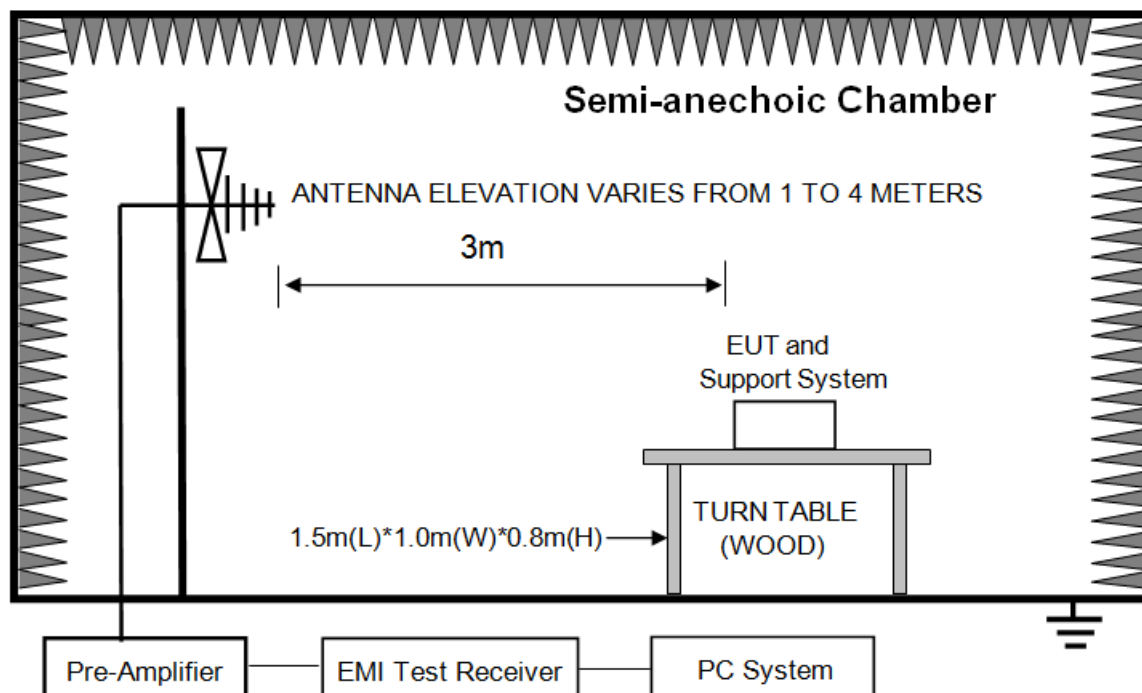 Semi-anechoic Chamber
ANTENNA ELEVATION VARIES FROM 1 TO 4 METERS
3m
EUT and
Support System
1.5m(L)*1.0m(W)*0.8m(H)
TURN TABLE
(WOOD)
Pre-Amplifier
EMI Test Receiver
PC System